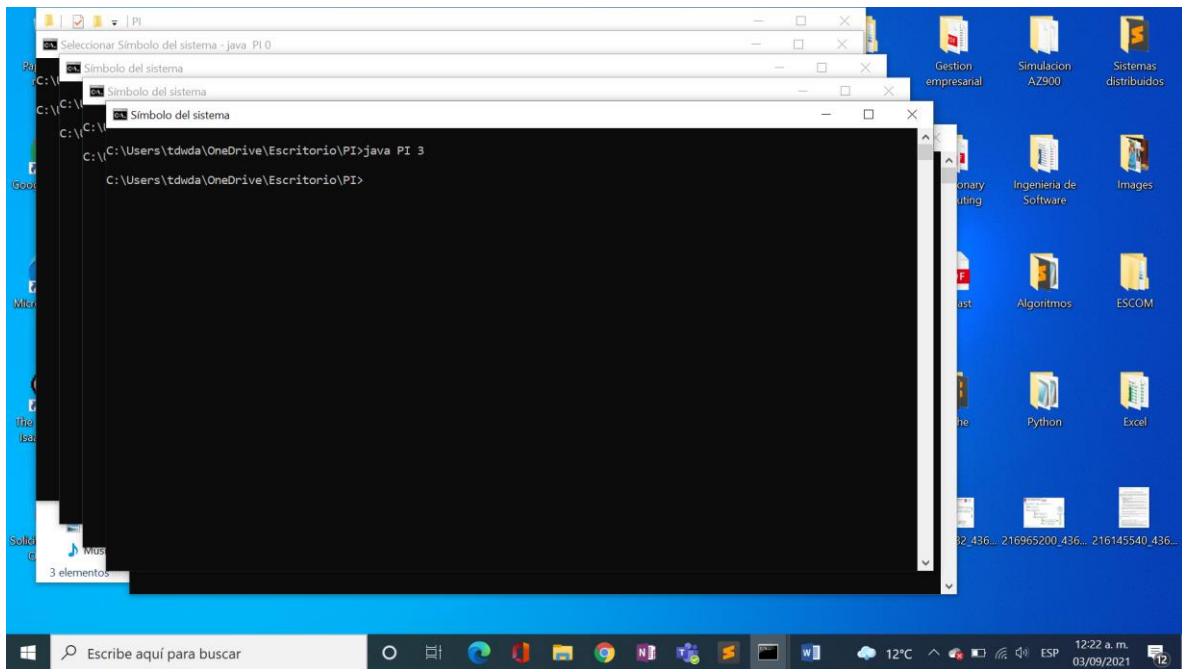 PI
Seleccionar Símbolo del sistema - java PI 0
Símbolo del sistema
Símbolo del sistema
Símbolo del sistema
C:\
C:\
C:\
C:\
C:\
C:\
C:\Users\tdwda\OneDrive\Escritorio\PI>java PI 3
C:\Users\tdwda\OneDrive\Escritorio\PI>
Gestion empresarial
Simulacion AZ900
Sistemas distribuidos
Ingenieria de Software
Images
Algoritmos
ESCOM
Python
Excel
216965200_436...
216145540_436...
3 elementos
Escribe aquí para buscar
12°C
ESP
12:22 a. m.
03/09/2021
12